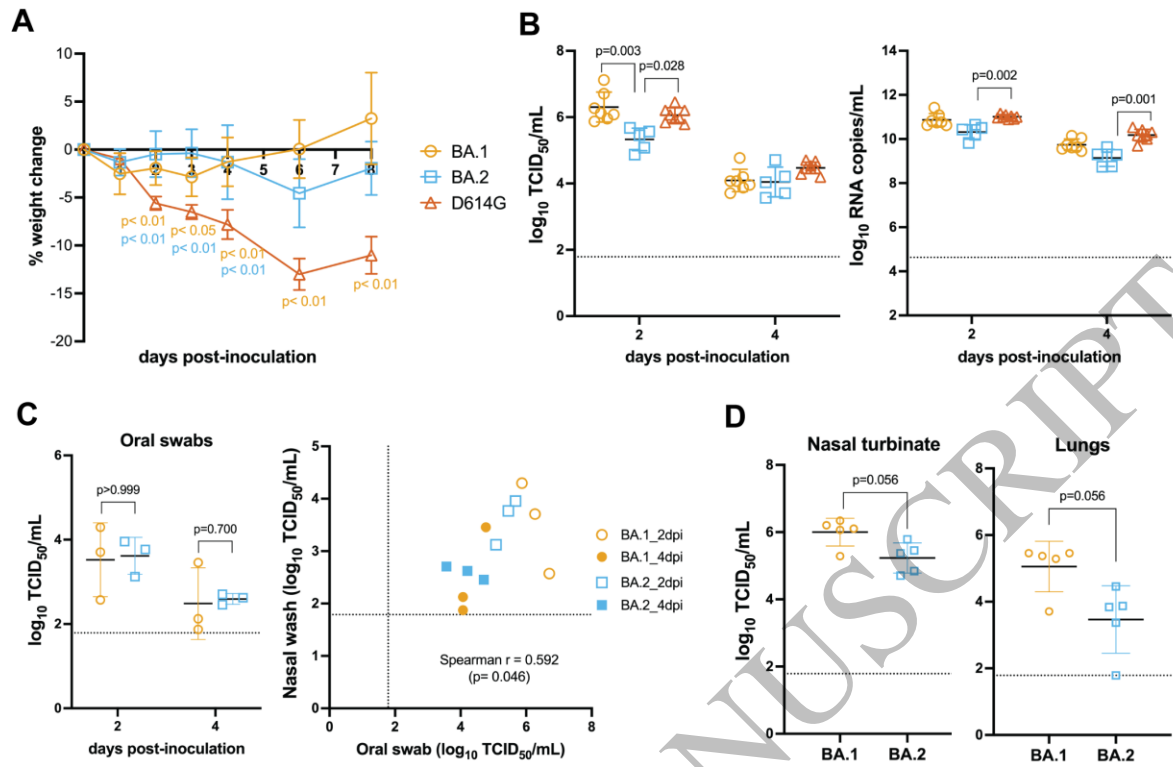 A
10
5
0
-5
-10
-15
-20
% weight change
2 3 4 5 6 7 8
p< 0.01
p< 0.01
p< 0.05
p< 0.01
p< 0.01
p< 0.01
p< 0.01
p< 0.01
days post-inoculation
BA.1
BA.2
D614G
B
8
6
4
2
0
log10 TCID50/mL
p=0.003
p=0.028
2 4
days post-inoculation
14
12
10
8
6
4
2
log10 RNA copies/mL
p=0.002
p=0.001
2 4
days post-inoculation
C
Oral swabs
6
4
2
0
log10 TCID50/mL
p>0.999
p=0.700
2 4
days post-inoculation
5
4
3
2
1
0
Nasal wash (log10 TCID50/mL)
Spearman r = 0.592
(p= 0.046)
0 2 4 6 8
Oral swab (log10 TCID50/mL)
BA.1_2dpi
BA.1_4dpi
BA.2_2dpi
BA.2_4dpi
D
Nasal turbinate
8
6
4
2
0
log10 TCID50/mL
p=0.056
BA.1 BA.2
Lungs
8
6
4
2
0
p=0.056
BA.1 BA.2
NUSCRIPT